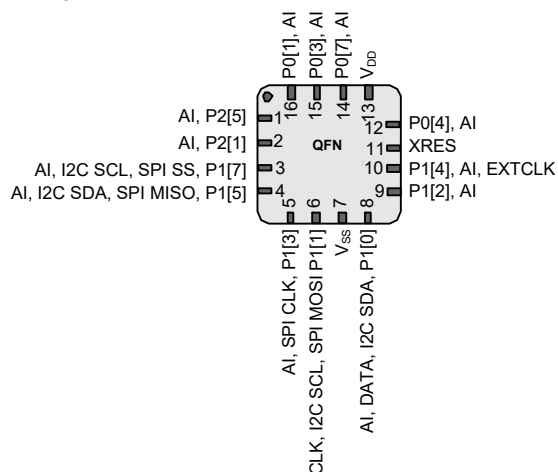 P0[1], AI
P0[3], AI
P0[7], AI
VDD
16
15
14
13
AI, P2[5]
1
AI, P2[1]
2
AI, I2C SCL, SPI SS, P1[7]
3
AI, I2C SDA, SPI MISO, P1[5]
4
QFN
12
P0[4], AI
11
XRES
10
P1[4], AI, EXTCLK
9
P1[2], AI
5
6
7
8
AI, SPI CLK, P1[3]
CLK, I2C SCL, SPI MOSI P1[1]
VSS
AI, DATA, I2C SDA, P1[0]